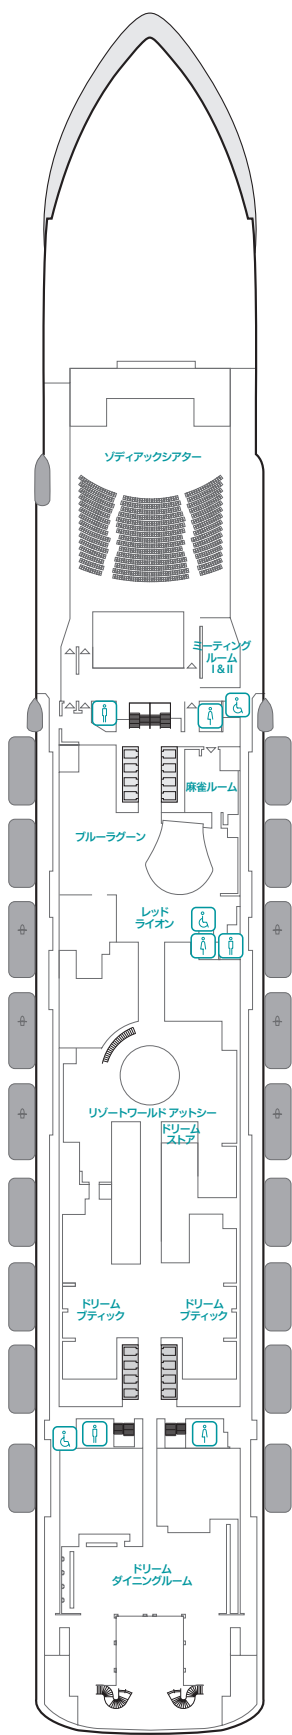 ゾディアックシアター
ミーティング
ルーム
I & II
麻雀ルーム
ブルーラグーン
レッド
ライオン
リゾートワールド アットシー
ドリーム
ストア
ドリーム
ブティック
ドリーム
ブティック
ドリーム
ダイニングルーム